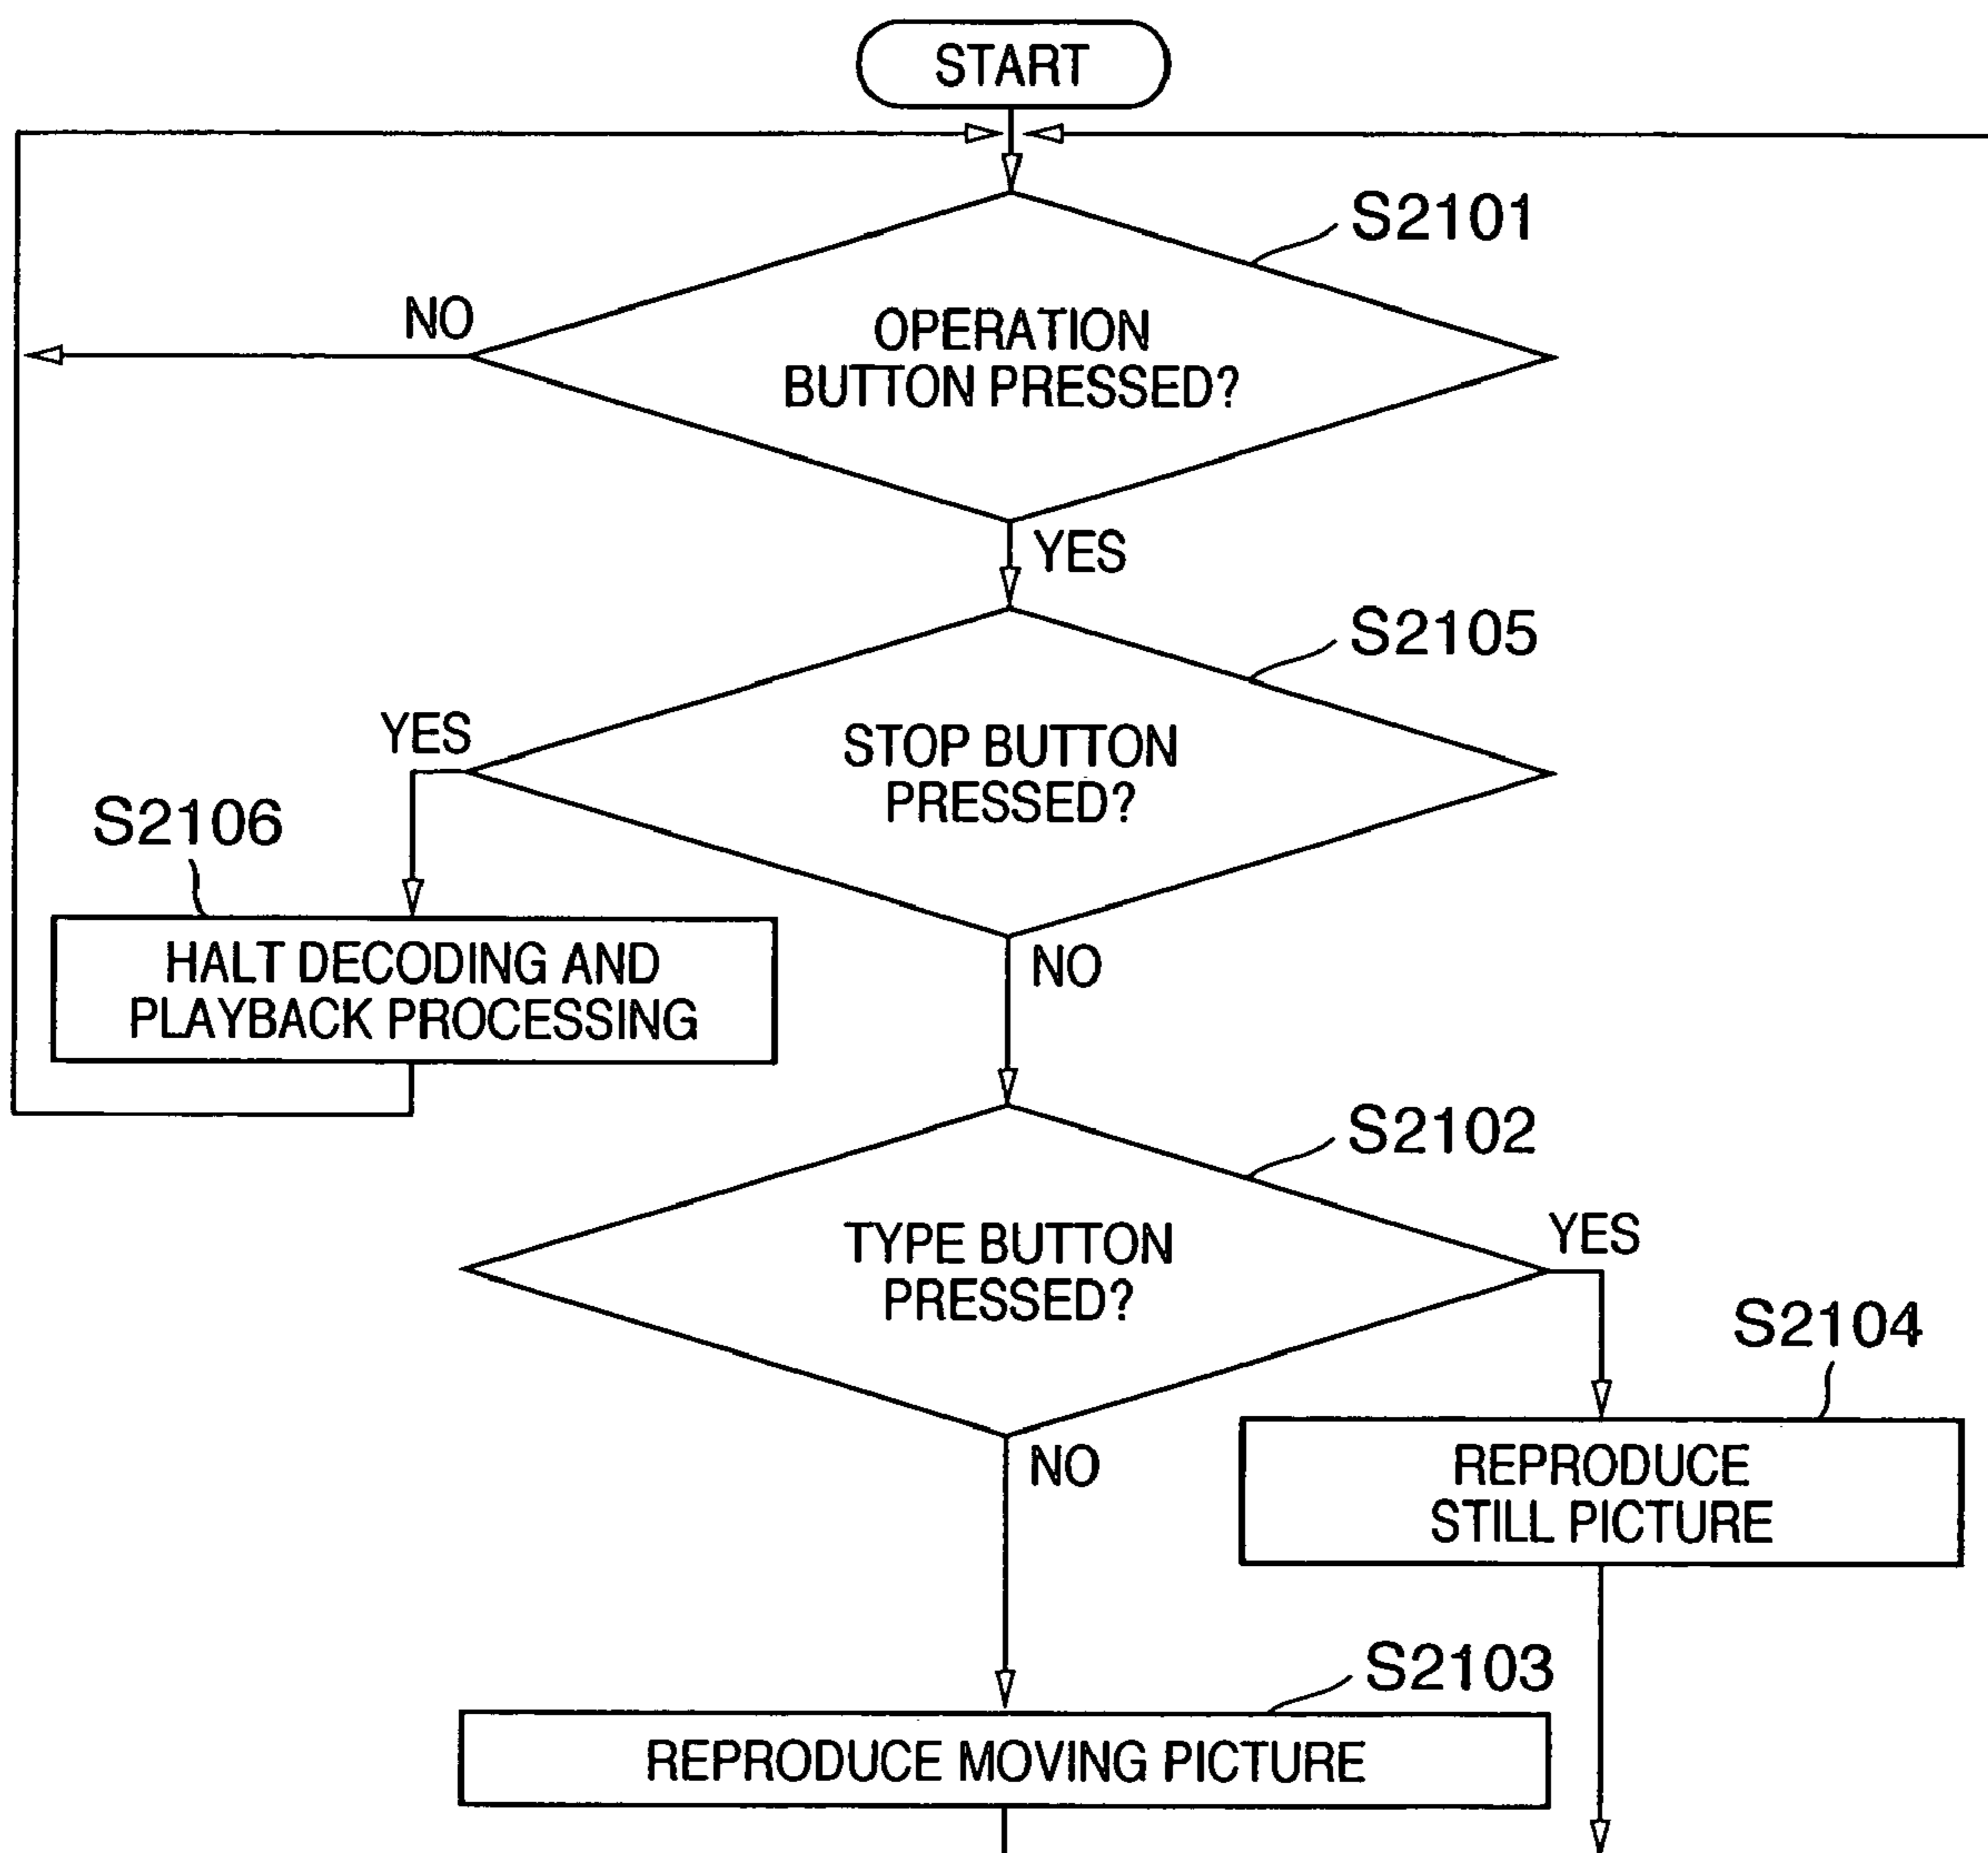 START
S2101
NO
OPERATION
BUTTON PRESSED?
YES
S2105
YES
STOP BUTTON
PRESSED?
S2106
HALT DECODING AND
PLAYBACK PROCESSING
NO
S2102
TYPE BUTTON
PRESSED?
YES
S2104
NO
REPRODUCE
STILL PICTURE
S2103
REPRODUCE MOVING PICTURE